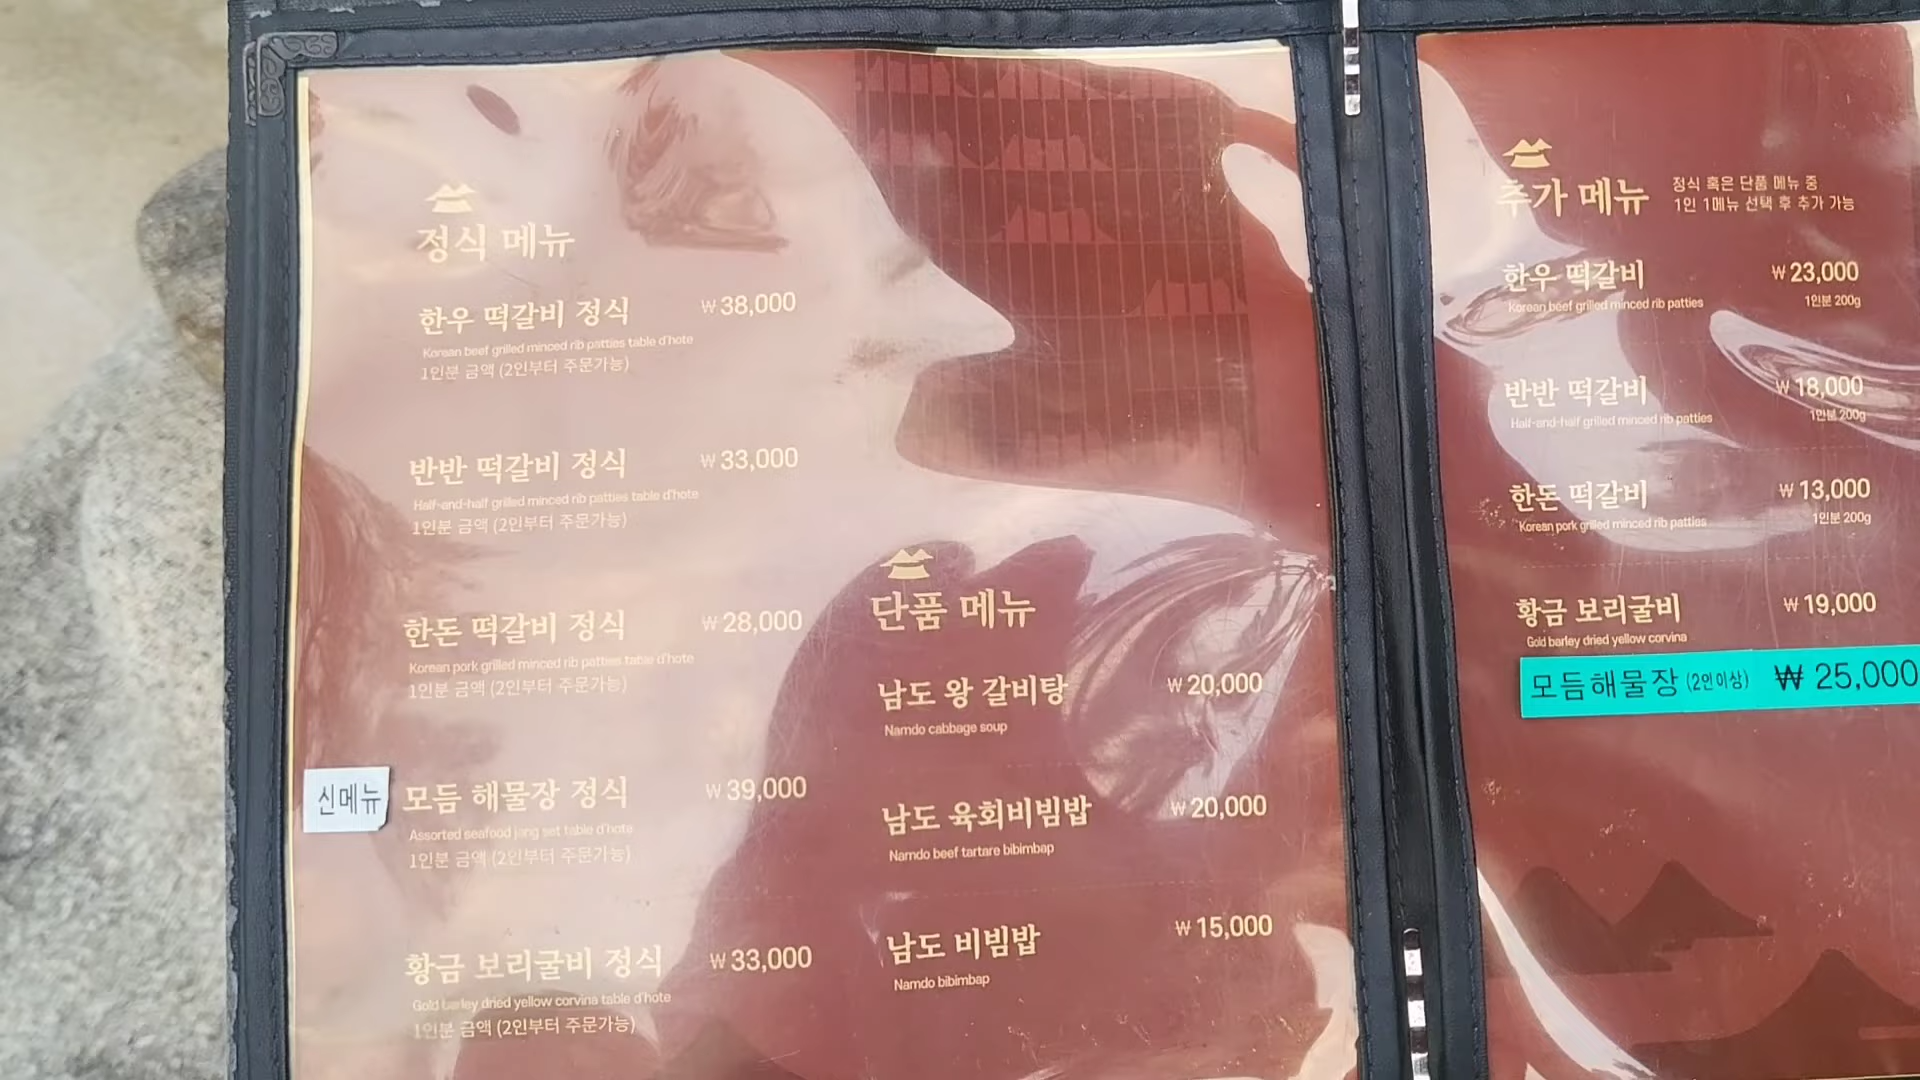 정식 메뉴
한우 떡갈비 정식 ₩38,000
Korean beef grilled minced rib patties table d'hote
1인분 금액 (2인부터 주문가능)
반반 떡갈비 정식 ₩33,000
Half-and-half grilled minced rib patties table d'hote
1인분 금액 (2인부터 주문가능)
한돈 떡갈비 정식 ₩28,000
Korean pork grilled minced rib patties table d'hote
1인분 금액 (2인부터 주문가능)
신메뉴 모듬 해물장 정식 ₩39,000
Assorted seafood jang set table d'hote
1인분 금액 (2인부터 주문가능)
황금 보리굴비 정식 ₩33,000
Gold barley dried yellow corvina table d'hote
1인분 금액 (2인부터 주문가능)
단품 메뉴
남도 왕 갈비탕 ₩20,000
Namdo cabbage soup
남도 육회비빔밥 ₩20,000
Namdo beef tartare bibimbap
남도 비빔밥 ₩15,000
Namdo bibimbap
추가 메뉴
정식 혹은 단품 메뉴 중
1인 1메뉴 선택 후 추가 가능
한우 떡갈비 ₩23,000
Korean beef grilled minced rib patties 1인분 200g
반반 떡갈비 ₩18,000
Half-and-half grilled minced rib patties 1인분 200g
한돈 떡갈비 ₩13,000
Korean pork grilled minced rib patties 1인분 200g
황금 보리굴비 ₩19,000
Gold barley dried yellow corvina
모듬해물장 (2인이상) ₩25,000